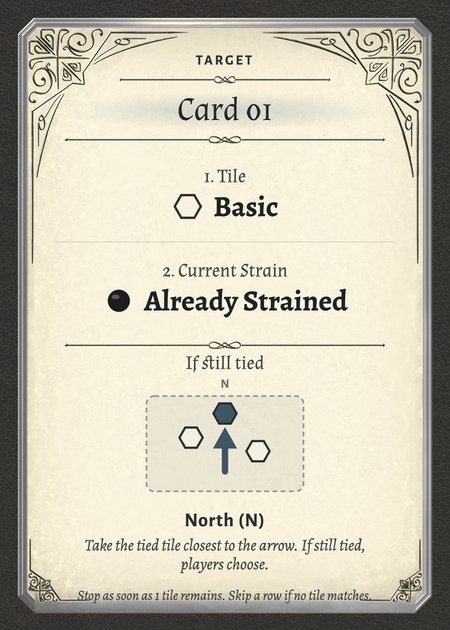 TARGET
Card 01
1. Tile
Basic
2. Current Strain
Already Strained
If still tied
N
North (N)
Take the tied tile closest to the arrow. If still tied,
players choose.
Stop as soon as 1 tile remains. Skip a row if no tile matches.